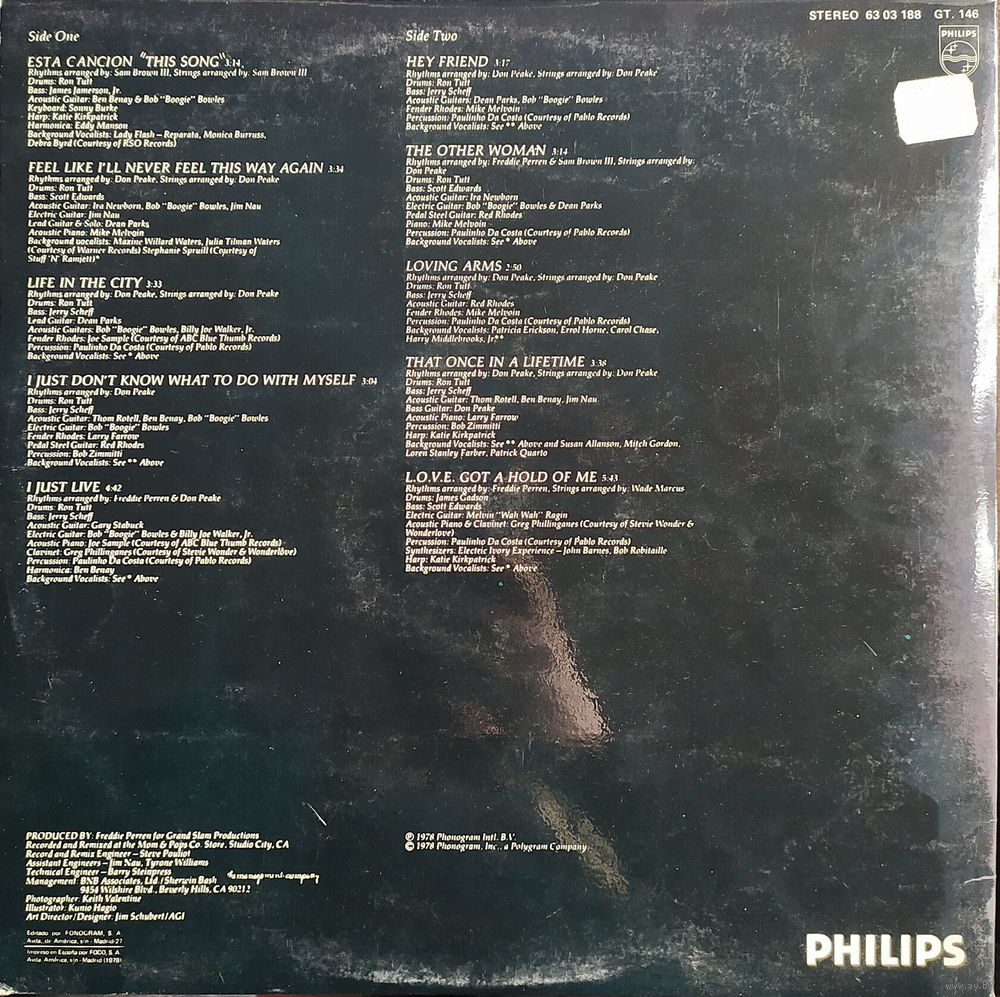 STEREO 63 03 188 GT. 146
PHILIPS
Side One
ESTA CANCION "THIS SONG" 3:14
Rhythms arranged by: Sam Brown III, Strings arranged by: Sam Brown III
Drums: Ron Tutt
Bass: James Jamerson, Jr.
Acoustic Guitar: Ben Benay & Bob "Boogie" Bowles
Keyboard: Sonny Burke
Harp: Katie Kirkpatrick
Harmonica: Eddy Manson
Background Vocalists: Lady Flash – Reparata, Monica Burruss,
Debra Byrd (Courtesy of RSO Records)
FEEL LIKE I'LL NEVER FEEL THIS WAY AGAIN 3:34
Rhythms arranged by: Don Peake, Strings arranged by: Don Peake
Drums: Ron Tutt
Bass: Scott Edwards
Acoustic Guitar: Ira Newborn, Bob "Boogie" Bowles, Jim Nau
Electric Guitar: Jim Nau
Lead Guitar & Solo: Dean Parks
Acoustic Piano: Mike Melvoin
Background vocalists: Maxine Willard Waters, Julia Tilman Waters
(Courtesy of Warner Records) Stephanie Spruill (Courtesy of
Stuff 'N' Ramjett)*
LIFE IN THE CITY 3:33
Rhythms arranged by: Don Peake, Strings arranged by: Don Peake
Drums: Ron Tutt
Bass: Jerry Scheff
Lead Guitar: Dean Parks
Acoustic Guitars: Bob "Boogie" Bowles, Billy Joe Walker, Jr.
Fender Rhodes: Joe Sample (Courtesy of ABC Blue Thumb Records)
Percussion: Paulinho Da Costa (Courtesy of Pablo Records)
Background Vocalists: See * Above
I JUST DON'T KNOW WHAT TO DO WITH MYSELF 3:04
Rhythms arranged by: Don Peake
Drums: Ron Tutt
Bass: Jerry Scheff
Acoustic Guitar: Thom Rotell, Ben Benay, Bob "Boogie" Bowles
Electric Guitar: Bob "Boogie" Bowles
Fender Rhodes: Larry Farrow
Pedal Steel Guitar: Red Rhodes
Percussion: Bob Zimmitti
Background Vocalists: See ** Above
I JUST LIVE 4:42
Rhythms arranged by: Freddie Perren & Don Peake
Drums: Ron Tutt
Bass: Jerry Scheff
Acoustic Guitar: Gary Stabuck
Electric Guitar: Bob "Boogie" Bowles & Billy Joe Walker, Jr.
Acoustic Piano: Joe Sample (Courtesy of ABC Blue Thumb Records)
Clavinet: Greg Phillinganes (Courtesy of Stevie Wonder & Wonderlove)
Percussion: Paulinho Da Costa (Courtesy of Pablo Records)
Harmonica: Ben Benay
Background Vocalists: See * Above
Side Two
HEY FRIEND 3:17
Rhythms arranged by: Don Peake, Strings arranged by: Don Peake
Drums: Ron Tutt
Bass: Jerry Scheff
Acoustic Guitars: Dean Parks, Bob "Boogie" Bowles
Fender Rhodes: Mike Melvoin
Percussion: Paulinho Da Costa (Courtesy of Pablo Records)
Background Vocalists: See ** Above
THE OTHER WOMAN 3:14
Rhythms arranged by: Freddie Perren & Sam Brown III, Strings arranged by:
Don Peake
Drums: Ron Tutt
Bass: Scott Edwards
Acoustic Guitar: Ira Newborn
Electric Guitar: Bob "Boogie" Bowles & Dean Parks
Pedal Steel Guitar: Red Rhodes
Piano: Mike Melvoin
Percussion: Paulinho Da Costa (Courtesy of Pablo Records)
Background Vocalists: See * Above
LOVING ARMS 2:50
Rhythms arranged by: Don Peake, Strings arranged by: Don Peake
Drums: Ron Tutt
Bass: Jerry Scheff
Acoustic Guitar: Red Rhodes
Fender Rhodes: Mike Melvoin
Percussion: Paulinho Da Costa (Courtesy of Pablo Records)
Background Vocalists: Patricia Erickson, Errol Horne, Carol Chase,
Harry Middlebrooks, Jr**
THAT ONCE IN A LIFETIME 3:38
Rhythms arranged by: Don Peake, Strings arranged by: Don Peake
Drums: Ron Tutt
Bass: Jerry Scheff
Acoustic Guitar: Thom Rotell, Ben Benay, Jim Nau
Bass Guitar: Don Peake
Acoustic Piano: Larry Farrow
Percussion: Bob Zimmitti
Harp: Katie Kirkpatrick
Background Vocalists: See ** Above and Susan Allanson, Mitch Gordon,
Loren Stanley Farber, Patrick Quarto
L.O.V.E. GOT A HOLD OF ME 5:43
Rhythms arranged by: Freddie Perren, Strings arranged by: Wade Marcus
Drums: James Gadson
Bass: Scott Edwards
Electric Guitar: Melvin "Wah Wah" Ragin
Acoustic Piano & Clavinet: Greg Phillinganes (Courtesy of Stevie Wonder &
Wonderlove)
Percussion: Paulinho Da Costa (Courtesy of Pablo Records)
Synthesizers: Electric Ivory Experience – John Barnes, Bob Robitaille
Harp: Katie Kirkpatrick
Background Vocalists: See * Above
PRODUCED BY: Freddie Perren for Grand Slam Productions
Recorded and Remixed at the Mom & Pops Co. Store, Studio City, CA
Record and Remix Engineer – Steve Pouliot
Assistant Engineers – Jim Nau, Tyrone Williams
Technical Engineer – Barry Steinpress
Management: BNB Associates, Ltd./Sherwin Bash the management company
9454 Wilshire Blvd., Beverly Hills, CA 90212
Photographer: Keith Valentine
Illustrator: Kunio Hagio
Art Director/Designer: Jim Schubert/AGI
Editado por FONOGRAM, S. A.
Avda. de América, s/n - Madrid-27
Impreso en España por FOCO, S. A.
Avda. América, s/n - Madrid (1978)
℗ 1978 Phonogram Intl. B.V.
© 1978 Phonogram, Inc., a Polygram Company
PHILIPS
www.ay.by